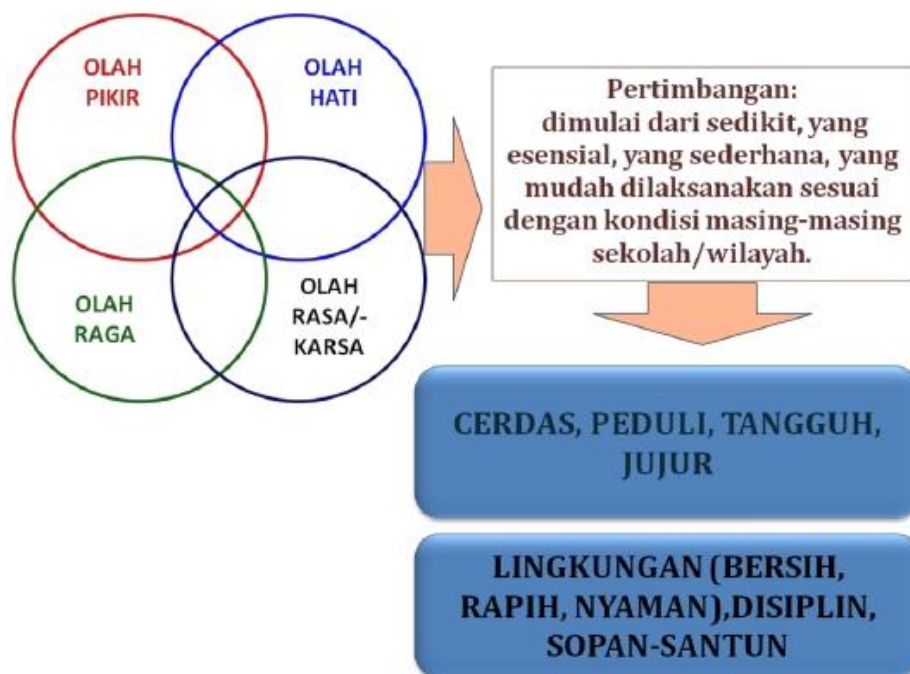 OLAH
PIKIR
OLAH
HATI
OLAH
RAGA
OLAH
RASA/-
KARSA
Pertimbangan:
dimulai dari sedikit, yang
esensial, yang sederhana, yang
mudah dilaksanakan sesuai
dengan kondisi masing-masing
sekolah/wilayah.
CERDAS, PEDULI, TANGGUH,
JUJUR
LINGKUNGAN (BERSIH,
RAPIH, NYAMAN),DISIPLIN,
SOPAN-SANTUN